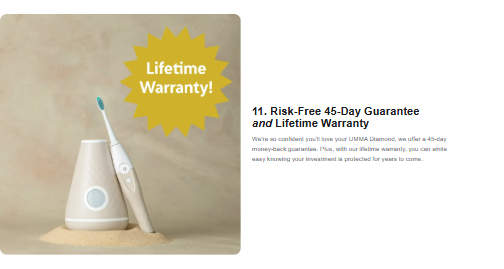 Lifetime
Warranty!
11. Risk-Free 45-Day Guarantee
and Lifetime Warranty
We're so confident you'll love your UMMA Diamond, we offer a 45-day
money-back guarantee. Plus, with our lifetime warranty, you can smile
easy knowing your investment is protected for years to come.